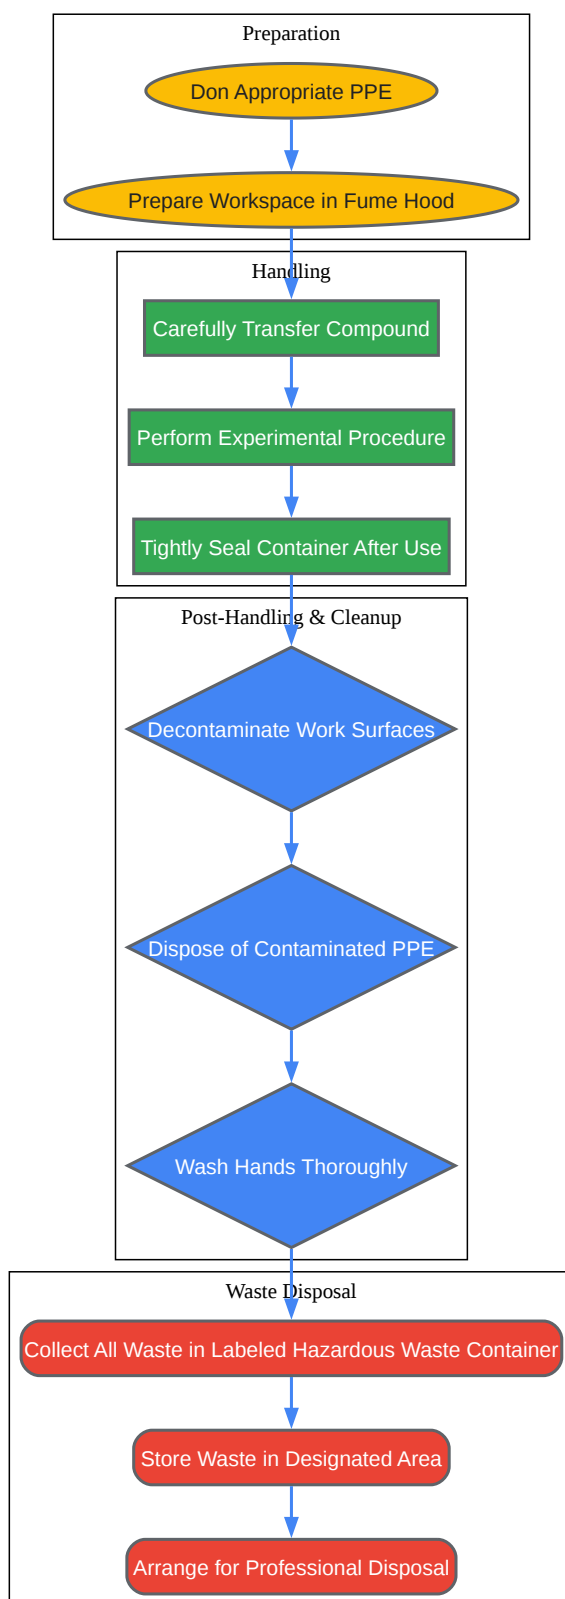 Preparation
Don Appropriate PPE
Prepare Workspace in Fume Hood
Handling
Carefully Transfer Compound
Perform Experimental Procedure
Tightly Seal Container After Use
Post-Handling & Cleanup
Decontaminate Work Surfaces
Dispose of Contaminated PPE
Wash Hands Thoroughly
Waste Disposal
Collect All Waste in Labeled Hazardous Waste Container
Store Waste in Designated Area
Arrange for Professional Disposal